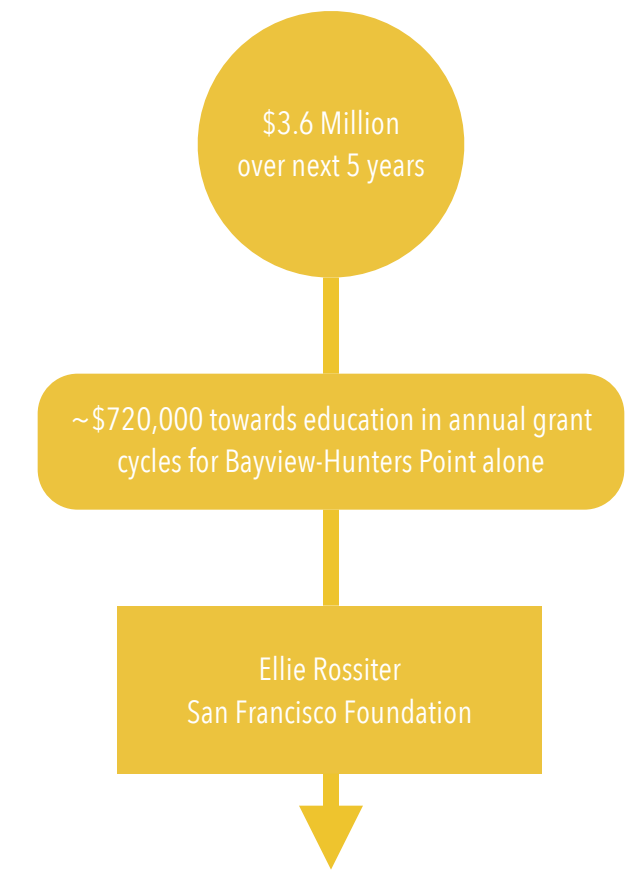 $3.6 Million
over next 5 years
~$720,000 towards education in annual grant
cycles for Bayview-Hunters Point alone
Ellie Rossiter
San Francisco Foundation